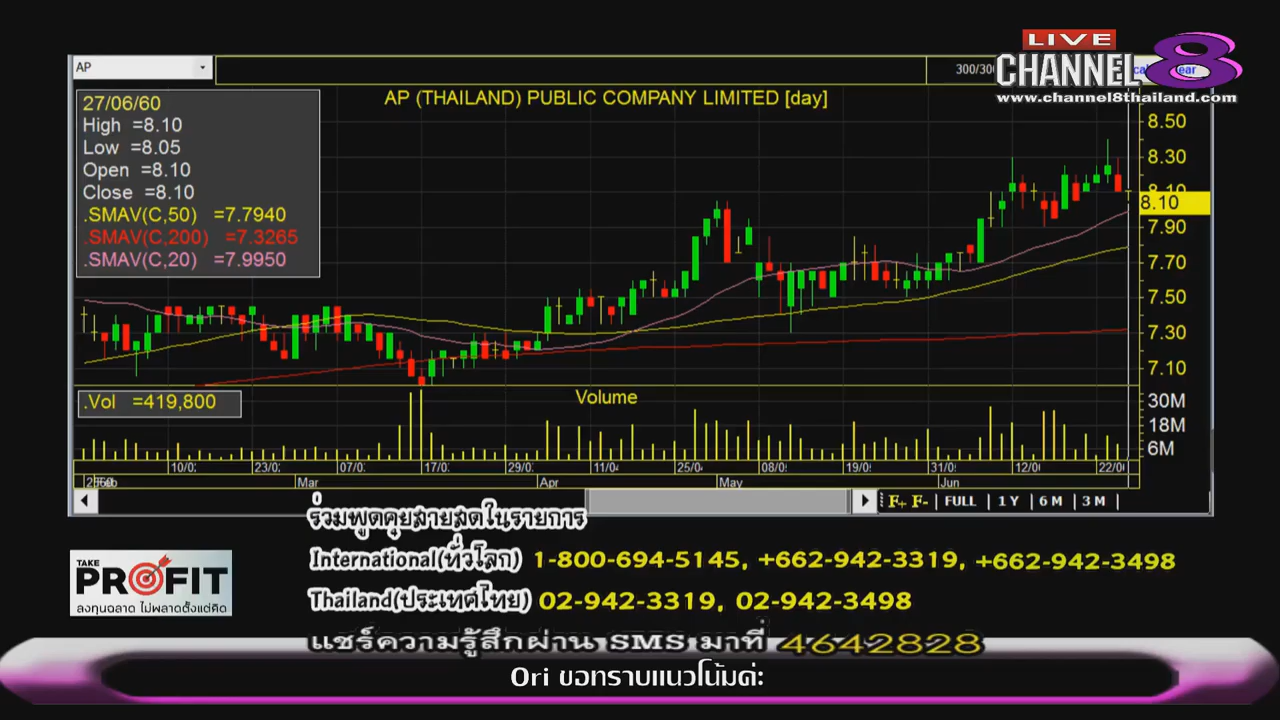 LIVE
CHANNEL 8
www.channel8thailand.com
AP
300/300
AP (THAILAND) PUBLIC COMPANY LIMITED [day]
27/06/60
High =8.10
Low =8.05
Open =8.10
Close =8.10
.SMAV(C,50) =7.7940
.SMAV(C,200) =7.3265
.SMAV(C,20) =7.9950
8.50
8.30
8.10
8.10
7.90
7.70
7.50
7.30
7.10
.Vol =419,800
Volume
30M
18M
6M
10/0 23/0 07/0 17/0 29/0 11/04 25/04 08/0 19/0 31/0 12/0 22/0
Mar Apr May Jun
F+ F- | FULL | 1 Y | 6 M | 3 M |
ร่วมพูดคุยสายสดในรายการ
International(ทั่วโลก) 1-800-694-5145, +662-942-3319, +662-942-3498
Thailand(ประเทศไทย) 02-942-3319, 02-942-3498
แชร์ความรู้สึกผ่าน SMS มาที่ 4642828
TAKE
PROFIT
ลงทุนฉลาด ไม่พลาดตั้งแต่คิด
Ori ขอทราบแนวโน้มค่ะ